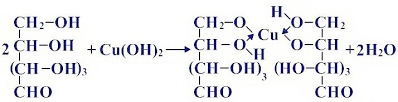 CH₂–OH CH₂–O H O–CH₂
2 CH–OH + Cu(OH)₂ → CH–O Cu O–CH + 2H₂O
H
(CH–OH)₃ (CH–OH)₃ (HO–CH)₃
CHO CHO CHO